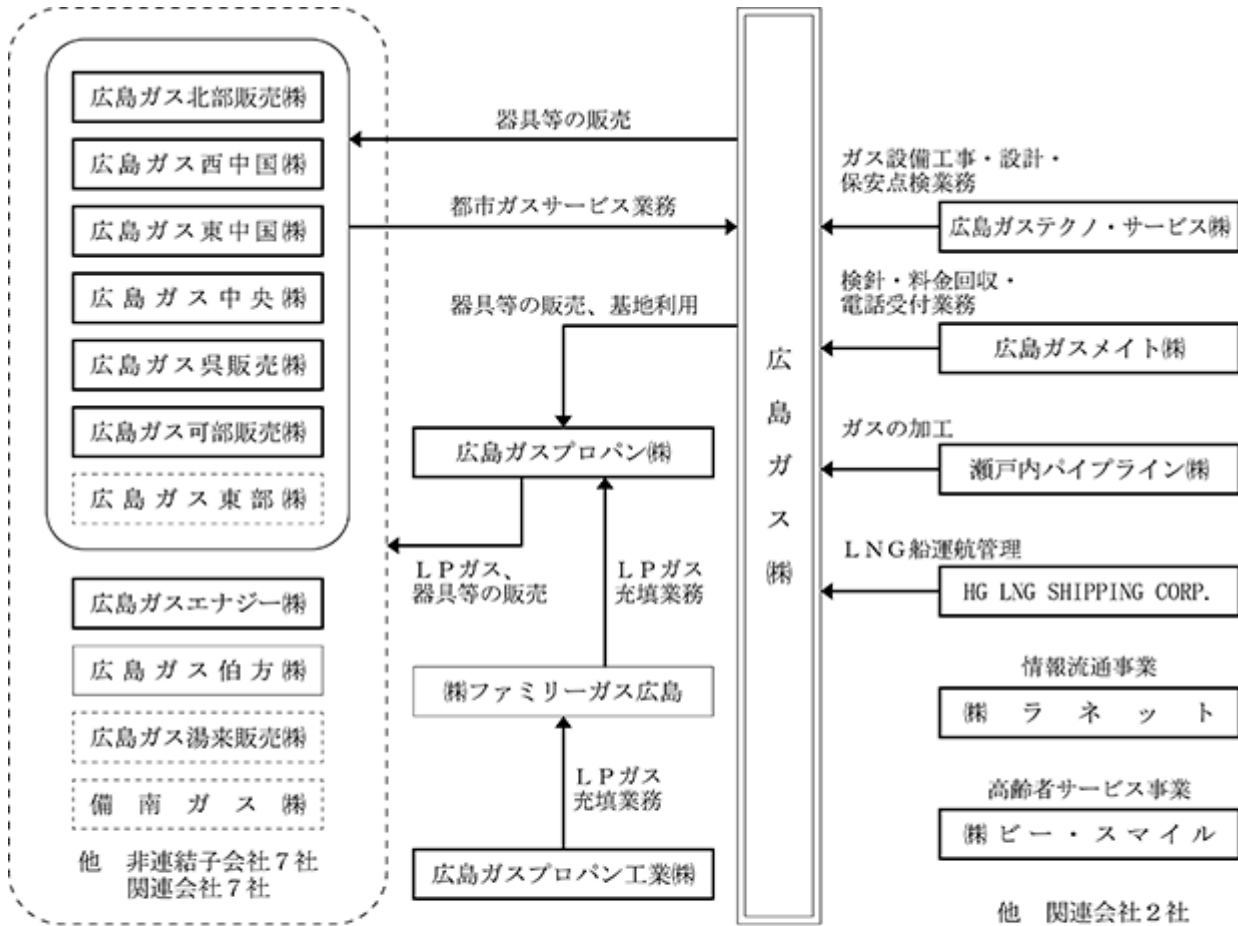 広島ガス北部販売㈱
広島ガス西中国㈱
広島ガス東中国㈱
広島ガス中央㈱
広島ガス呉販売㈱
広島ガス可部販売㈱
広島ガス東部㈱
広島ガスエナジー㈱
広島ガス伯方㈱
広島ガス湯来販売㈱
備南ガス㈱
他 非連結子会社7社
関連会社7社
器具等の販売
都市ガスサービス業務
器具等の販売、基地利用
広島ガスプロパン㈱
LPガス、
器具等の販売
LPガス
充填業務
㈱ファミリーガス広島
LPガス
充填業務
広島ガスプロパン工業㈱
広島ガス㈱
ガス設備工事・設計・
保安点検業務
広島ガステクノ・サービス㈱
検針・料金回収・
電話受付業務
広島ガスメイト㈱
ガスの加工
瀬戸内パイプライン㈱
LNG船運航管理
HG LNG SHIPPING CORP.
情報流通事業
㈱ラネット
高齢者サービス事業
㈱ビー・スマイル
他 関連会社2社